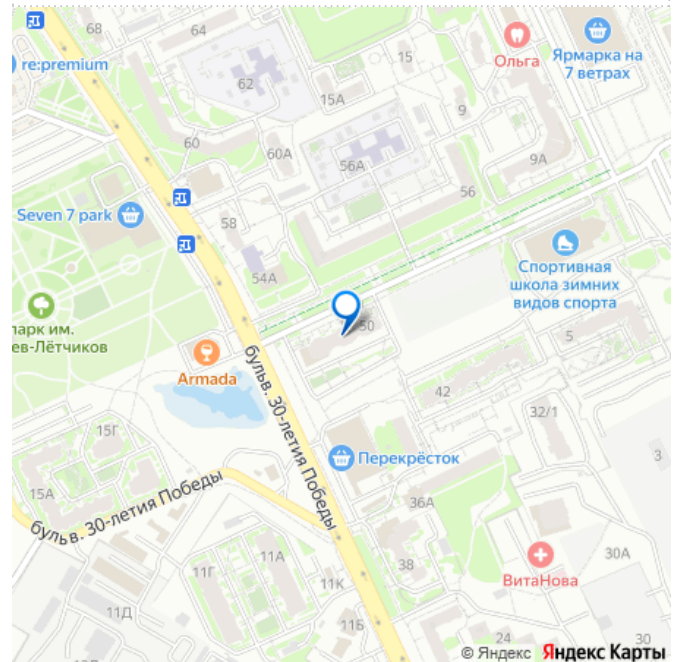 68
64
re:premium
62
15
15А
Ольга
Ярмарка на
7 ветрах
60
60А
56А
9
9А
56
Seven 7 park
58
54А
Спортивная
школа зимних
видов спорта
парк им.
ев-Лётчиков
50
5
Armada
бульв. 30-летия Победы
42
32/1
15Г
15А
Перекрёсток
3
бульв. 30-летия Победы
36А
11Г
11А
11К
38
ВитаНова
30А
11Д
11Б
24
30
© Яндекс Яндекс Карты